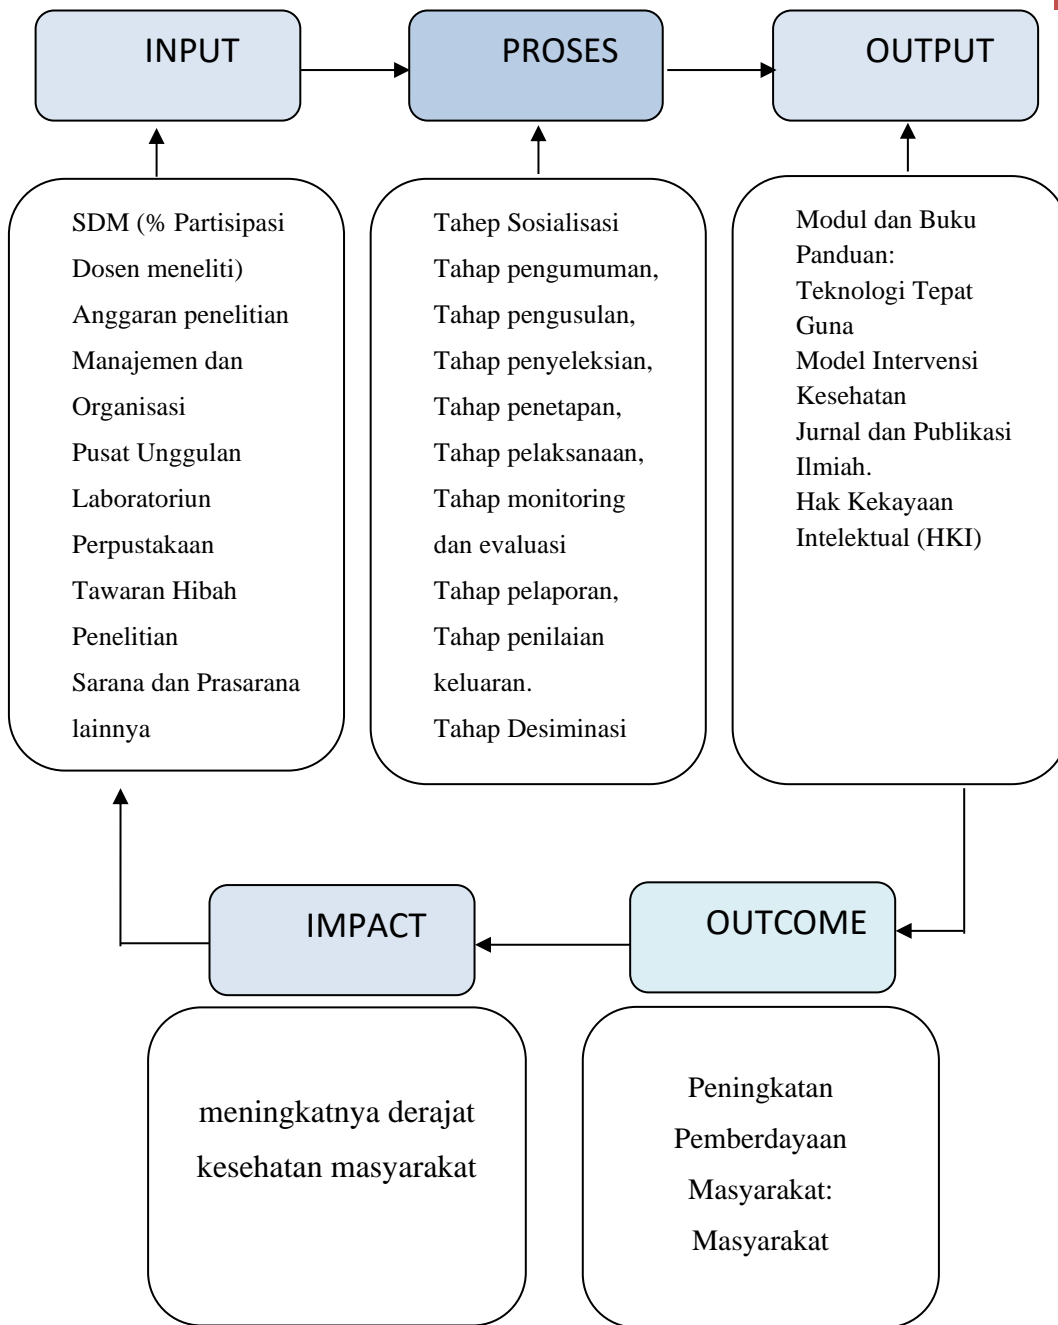 INPUT
PROSES
OUTPUT
SDM (% Partisipasi
Dosen meneliti)
Anggaran penelitian
Manajemen dan
Organisasi
Pusat Unggulan
Laboratoriun
Perpustakaan
Tawaran Hibah
Penelitian
Sarana dan Prasarana
lainnya
Tahep Sosialisasi
Tahap pengumuman,
Tahap pengusulan,
Tahap penyeleksian,
Tahap penetapan,
Tahap pelaksanaan,
Tahap monitoring
dan evaluasi
Tahap pelaporan,
Tahap penilaian
keluaran.
Tahap Desiminasi
Modul dan Buku
Panduan:
Teknologi Tepat
Guna
Model Intervensi
Kesehatan
Jurnal dan Publikasi
Ilmiah.
Hak Kekayaan
Intelektual (HKI)
IMPACT
OUTCOME
meningkatnya derajat
kesehatan masyarakat
Peningkatan
Pemberdayaan
Masyarakat:
Masyarakat